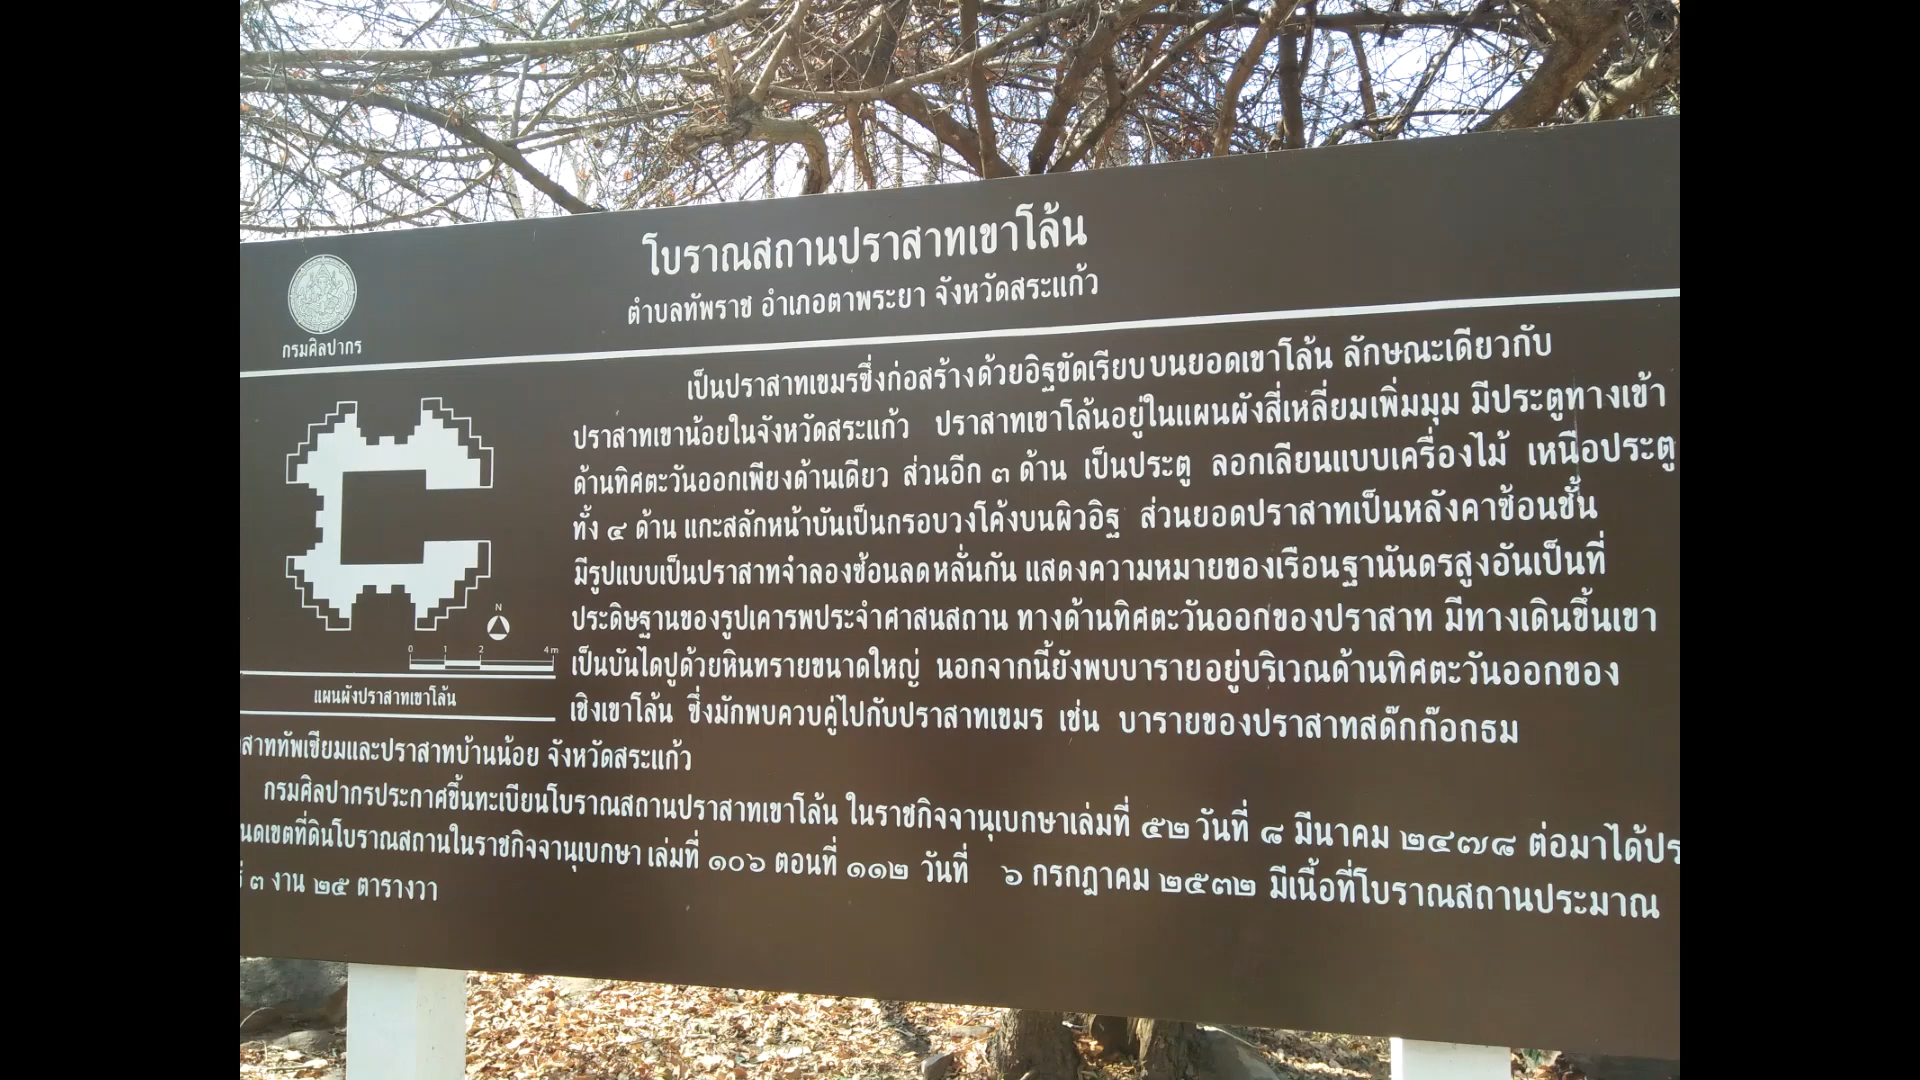 โบราณสถานปราสาทเขาโล้น
ตำบลทัพราช อำเภอตาพระยา จังหวัดสระแก้ว
กรมศิลปากร
เป็นปราสาทเขมรซึ่งก่อสร้างด้วยอิฐขัดเรียบบนยอดเขาโล้น ลักษณะเดียวกับ
ปราสาทเขาน้อยในจังหวัดสระแก้ว ปราสาทเขาโล้นอยู่ในแผนผังสี่เหลี่ยมเพิ่มมุม มีประตูทางเข้า
ด้านทิศตะวันออกเพียงด้านเดียว ส่วนอีก ๓ ด้าน เป็นประตู ลอกเลียนแบบเครื่องไม้ เหนือประตู
ทั้ง ๔ ด้าน แกะสลักหน้าบันเป็นกรอบวงโค้งบนผิวอิฐ ส่วนยอดปราสาทเป็นหลังคาซ้อนชั้น
มีรูปแบบเป็นปราสาทจำลองซ้อนลดหลั่นกัน แสดงความหมายของเรือนฐานันดรสูงอันเป็นที่
ประดิษฐานของรูปเคารพประจำศาสนสถาน ทางด้านทิศตะวันออกของปราสาท มีทางเดินขึ้นเขา
เป็นบันไดปูด้วยหินทรายขนาดใหญ่ นอกจากนี้ยังพบบารายอยู่บริเวณด้านทิศตะวันออกของ
เชิงเขาโล้น ซึ่งมักพบควบคู่ไปกับปราสาทเขมร เช่น บารายของปราสาทสด๊กก๊อกธม
N
0 1 2 4 m
แผนผังปราสาทเขาโล้น
สาททัพเซียมและปราสาทบ้านน้อย จังหวัดสระแก้ว
กรมศิลปากรประกาศขึ้นทะเบียนโบราณสถานปราสาทเขาโล้น ในราชกิจจานุเบกษาเล่มที่ ๕๒ วันที่ ๘ มีนาคม ๒๔๗๘ ต่อมาได้ปร
นดเขตที่ดินโบราณสถานในราชกิจจานุเบกษา เล่มที่ ๑๐๖ ตอนที่ ๑๑๒ วันที่ ๖ กรกฎาคม ๒๕๓๒ มีเนื้อที่โบราณสถานประมาณ
๓ งาน ๒๕ ตารางวา